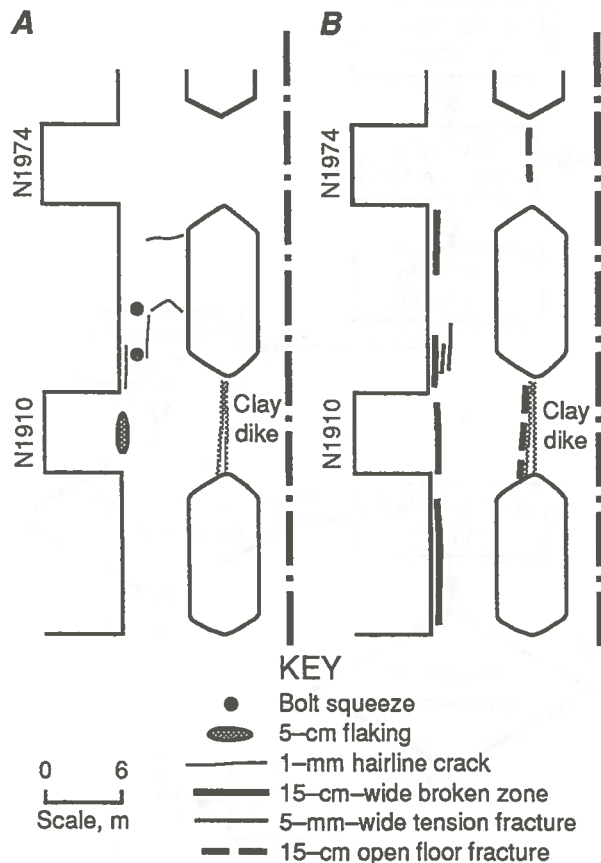 A
B
N1974
N1974
N1910
Clay
dike
N1910
Clay
dike
KEY
Bolt squeeze
5–cm flaking
1–mm hairline crack
15–cm–wide broken zone
5–mm–wide tension fracture
15–cm open floor fracture
0 6
Scale, m